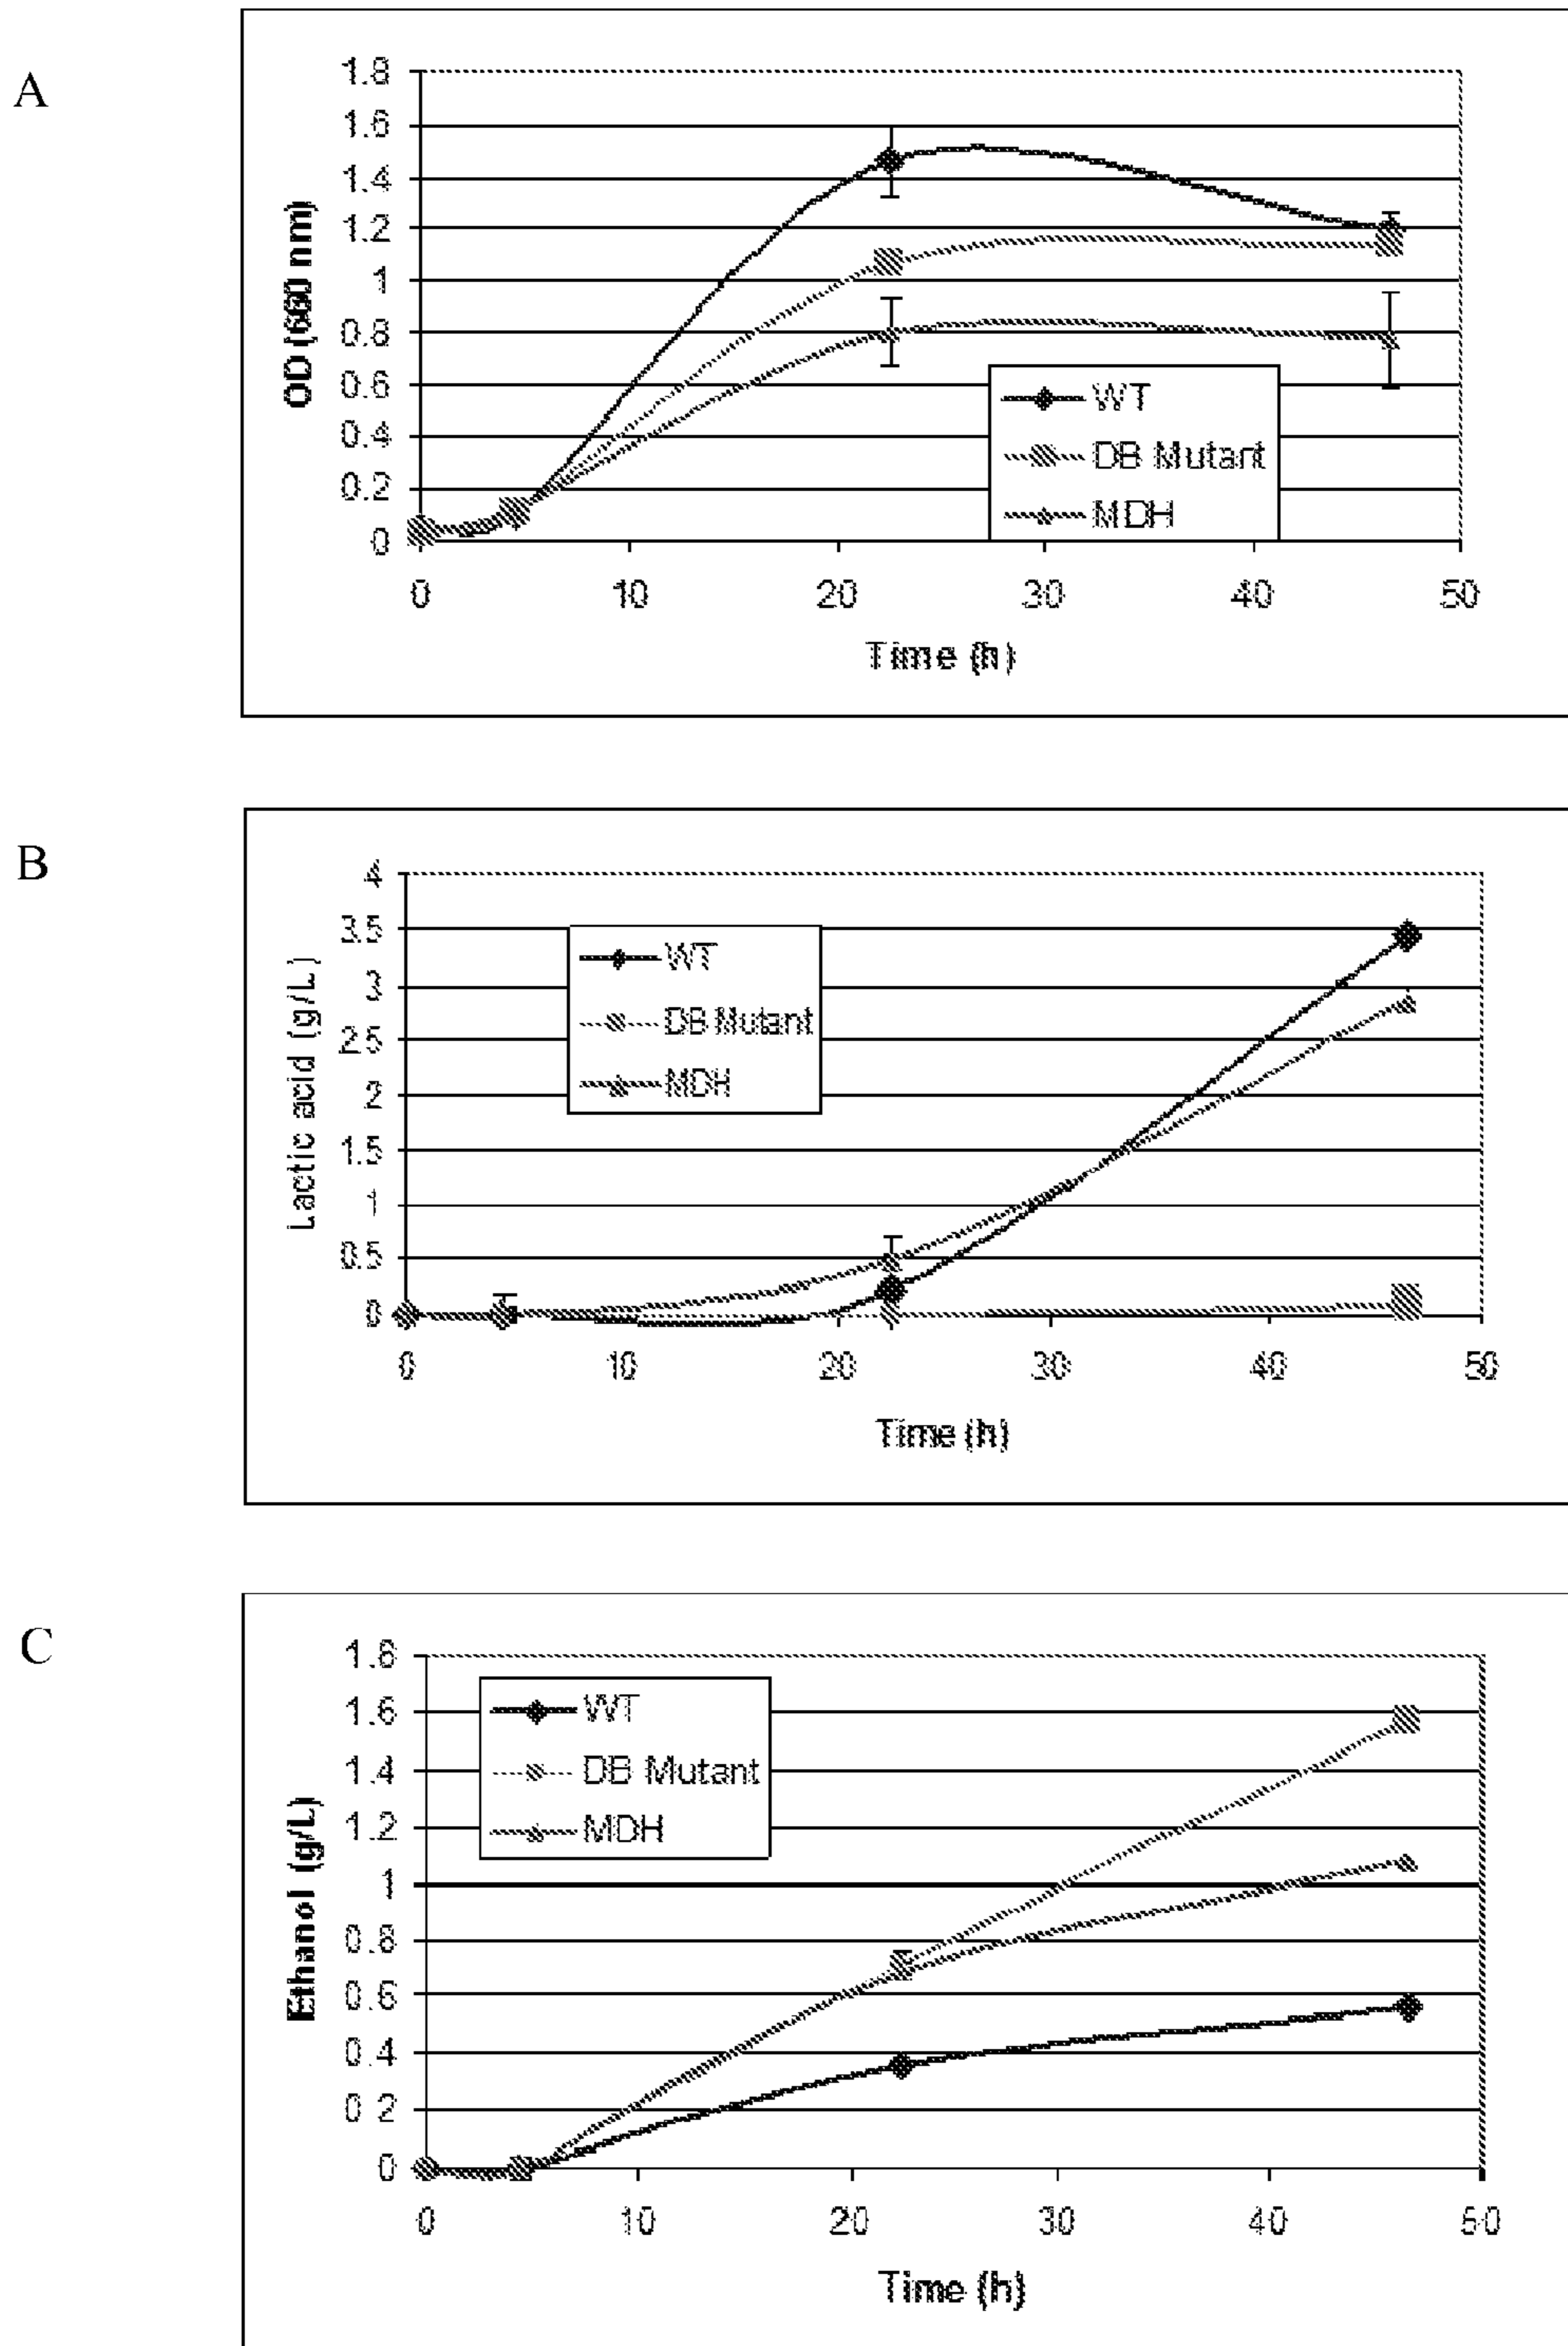 A
1.8
1.6
1.4
1.2
1
0.8
0.6
0.4
0.2
0
OD (660 nm)
WT
DB Mutant
MDH
0 10 20 30 40 50
Time (h)
B
4
3.5
3
2.5
2
1.5
1
0.5
0
Lactic acid (g/L)
WT
DB Mutant
MDH
0 10 20 30 40 50
Time (h)
C
1.8
1.6
1.4
1.2
1
0.8
0.6
0.4
0.2
0
Ethanol (g/L)
WT
DB Mutant
MDH
0 10 20 30 40 50
Time (h)